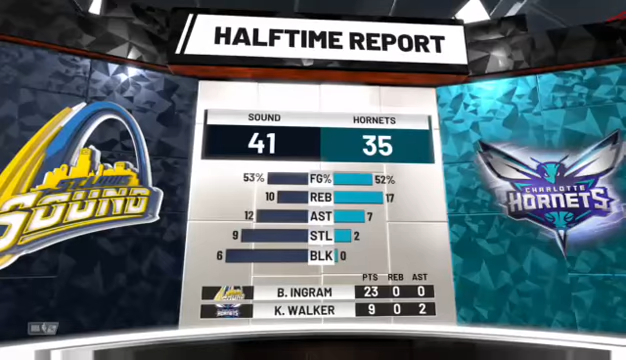 HALFTIME REPORT
SOUND HORNETS
41 35
53% FG% 52%
10 REB 17
12 AST 7
9 STL 2
6 BLK 0
PTS REB AST
B. INGRAM 23 0 0
K. WALKER 9 0 2
SOUND
CHARLOTTE
HORNETS